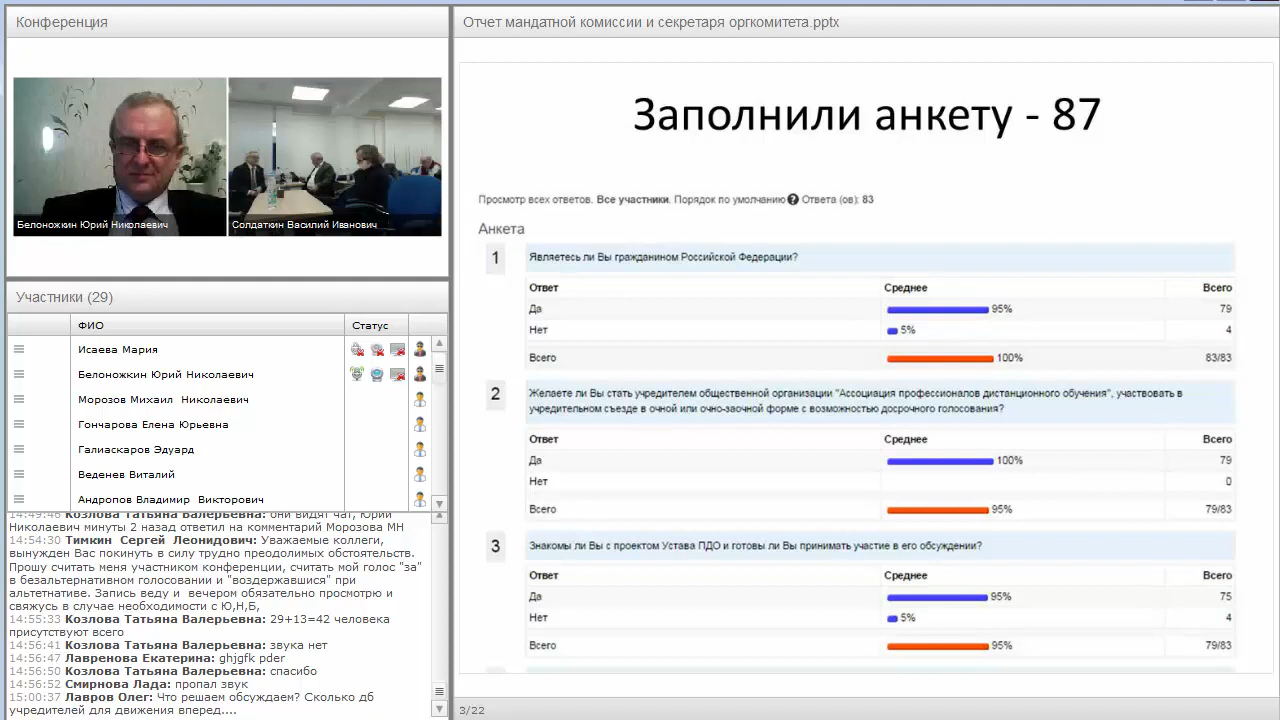 Конференция
Белоножкин Юрий Николаевич
Солдаткин Василий Иванович
Участники (29)
ФИО
Статус
Исаева Мария
Белоножкин Юрий Николаевич
Морозов Михаил Николаевич
Гончарова Елена Юрьевна
Галиаскаров Эдуард
Веденев Виталий
Андропов Владимир Викторович
14:49:46 Козлова Татьяна Валерьевна: они видят чат, Юрий
Николаевич минуты 2 назад ответил на комментарий Морозова МН
14:54:30 Тимкин Сергей Леонидович: Уважаемые коллеги,
вынужден Вас покинуть в силу трудно преодолимых обстоятельств.
Прошу считать меня участником конференции, считать мой голос "за"
в безальтернативном голосовании и "воздержавшися" при
альтетнативе. Запись веду и вечером обязательно просмотрю и
свяжусь в случае необходимости с Ю,Н,Б,
14:55:33 Козлова Татьяна Валерьевна: 29+13=42 человека
присутствуют всего
14:56:41 Козлова Татьяна Валерьевна: звука нет
14:56:47 Лавренова Екатерина: ghjgfk pder
14:56:50 Козлова Татьяна Валерьевна: спасибо
14:56:52 Смирнова Лада: пропал звук
15:00:37 Лавров Олег: Что решаем обсуждаем? Сколько дб
учредителей для движения вперед....
Отчет мандатной комиссии и секретаря оргкомитета.pptx
Заполнили анкету - 87
Просмотр всех ответов. Все участники. Порядок по умолчанию ? Ответа (ов): 83
Анкета
1 Являетесь ли Вы гражданином Российской Федерации?
Ответ Среднее Всего
Да 95% 79
Нет 5% 4
Всего 100% 83/83
2 Желаете ли Вы стать учредителем общественной организации "Ассоциация профессионалов дистанционного обучения", участвовать в
учредительном съезде в очной или очно-заочной форме с возможностью досрочного голосования?
Ответ Среднее Всего
Да 100% 79
Нет 0
Всего 95% 79/83
3 Знакомы ли Вы с проектом Устава ПДО и готовы ли Вы принимать участие в его обсуждении?
Ответ Среднее Всего
Да 95% 75
Нет 5% 4
Всего 95% 79/83
3/22